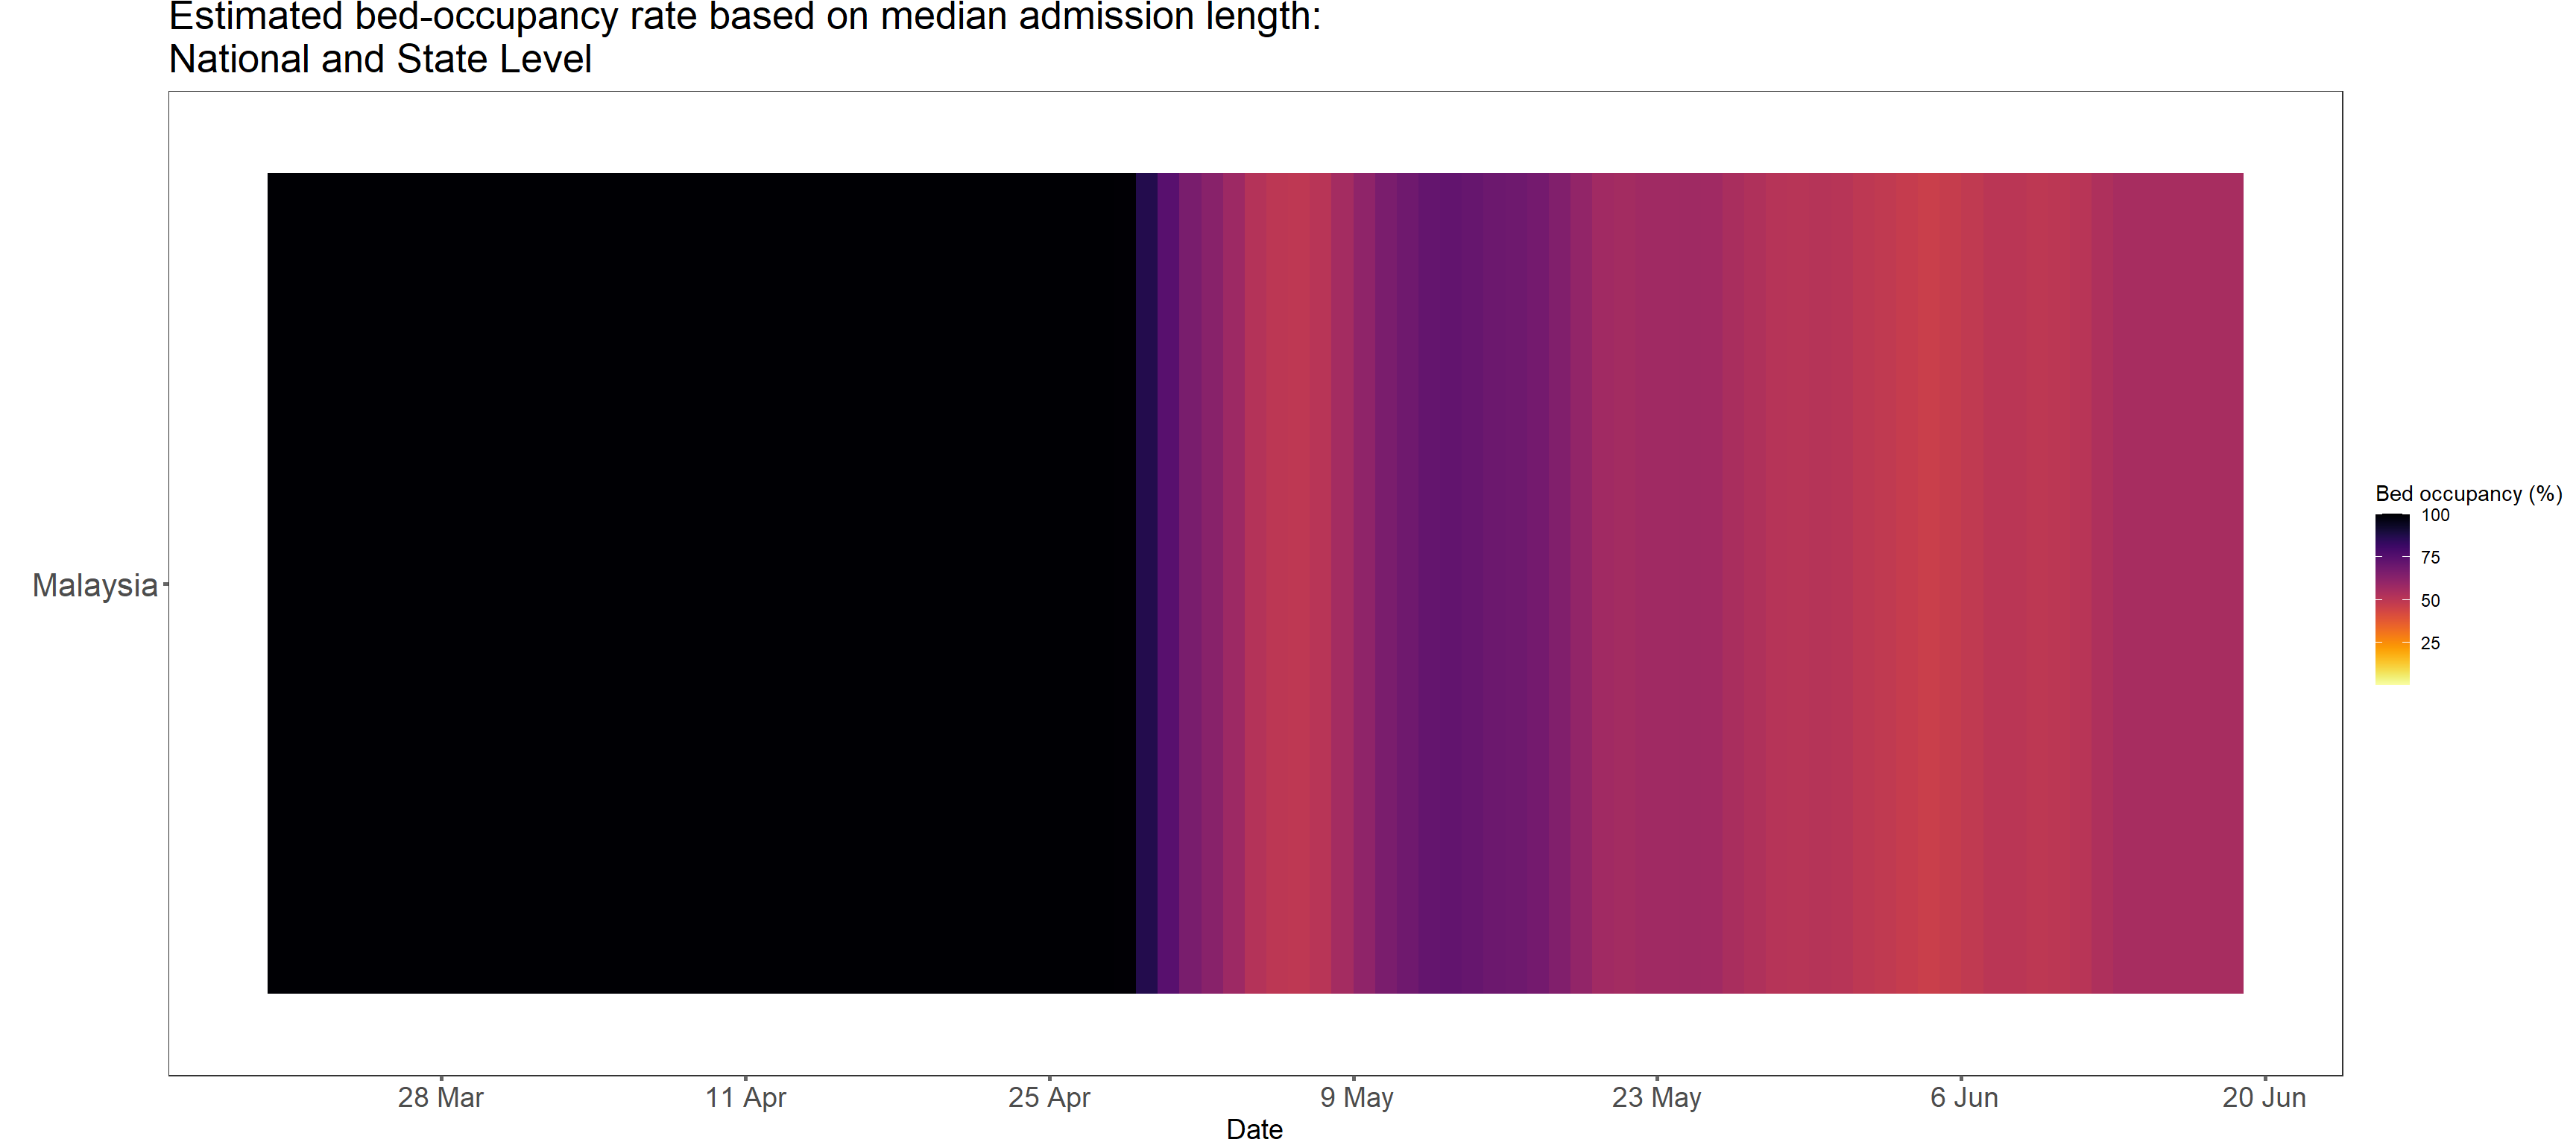 Estimated bed-occupancy rate based on median admission length:
National and State Level
Malaysia
Bed occupancy (%)
100
75
50
25
28 Mar
11 Apr
25 Apr
9 May
23 May
6 Jun
20 Jun
Date